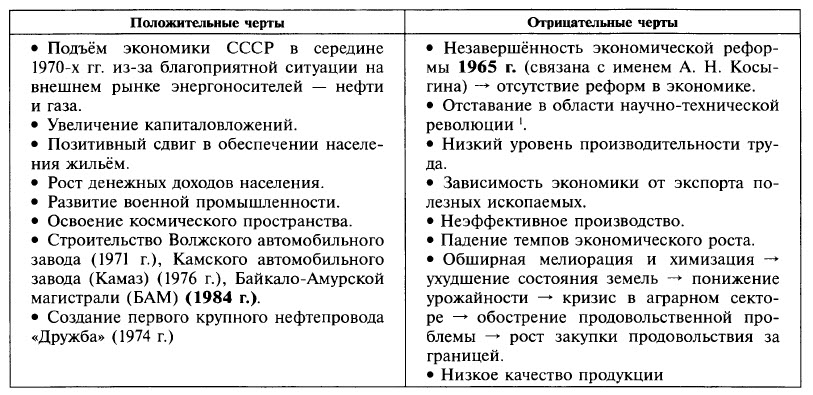 Положительные черты
• Подъём экономики СССР в середине
1970-х гг. из-за благоприятной ситуации на
внешнем рынке энергоносителей — нефти
и газа.
• Увеличение капиталовложений.
• Позитивный сдвиг в обеспечении населе-
ния жильём.
• Рост денежных доходов населения.
• Развитие военной промышленности.
• Освоение космического пространства.
• Строительство Волжского автомобильного
завода (1971 г.), Камского автомобильного
завода (Камаз) (1976 г.), Байкало-Амурской
магистрали (БАМ) (1984 г.).
• Создание первого крупного нефтепровода
«Дружба» (1974 г.)
Отрицательные черты
• Незавершённость экономической рефор-
мы 1965 г. (связана с именем А. Н. Косы-
гина) → отсутствие реформ в экономике.
• Отставание в области научно-технической
революции ¹.
• Низкий уровень производительности тру-
да.
• Зависимость экономики от экспорта по-
лезных ископаемых.
• Неэффективное производство.
• Падение темпов экономического роста.
• Обширная мелиорация и химизация →
ухудшение состояния земель → понижение
урожайности → кризис в аграрном секто-
ре → обострение продовольственной про-
блемы → рост закупки продовольствия за
границей.
• Низкое качество продукции